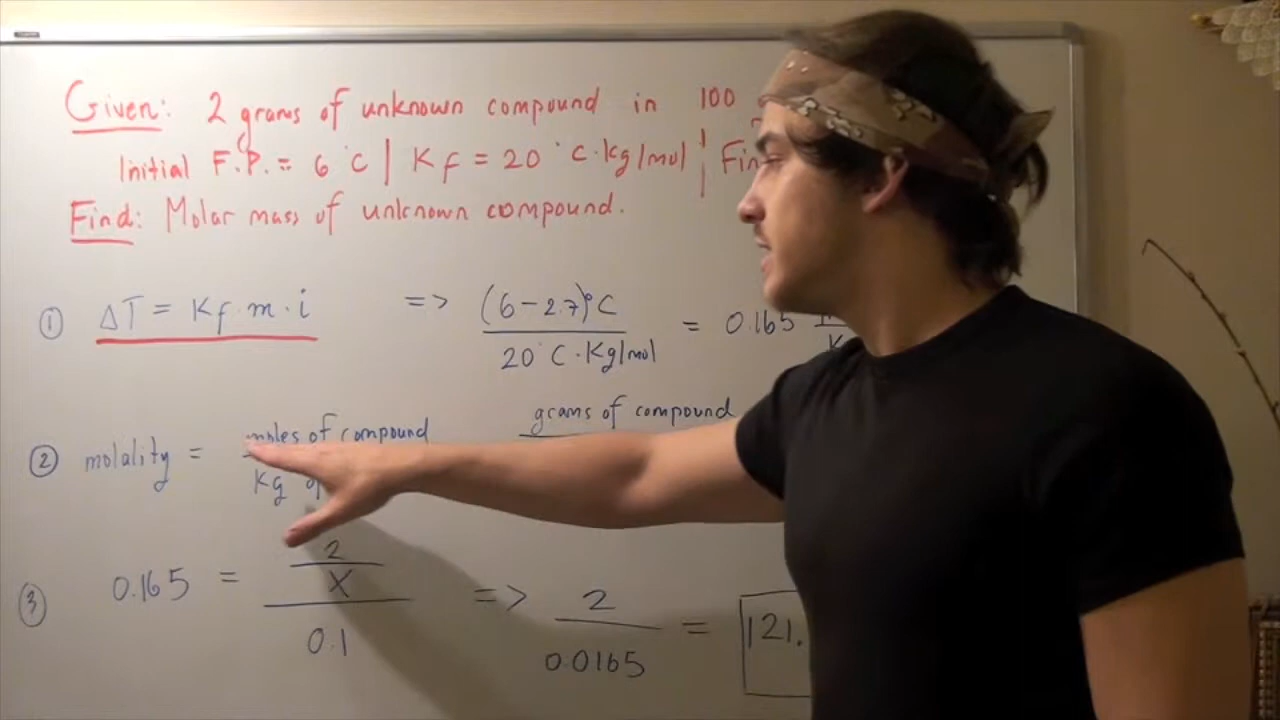 Given: 2 grams of unknown compound in 100
Initial F.P. = 6°C | Kf = 20 °C·kg/mol |
Find: Molar mass of unknown compound.
① ΔT = Kf·m·i => (6-2.7)°C / 20°C·Kg/mol = 0.165
② molality = moles of compound / Kg
grams of compound
③ 0.165 = 2 / X / 0.1 => 2 / 0.0165 = 121.